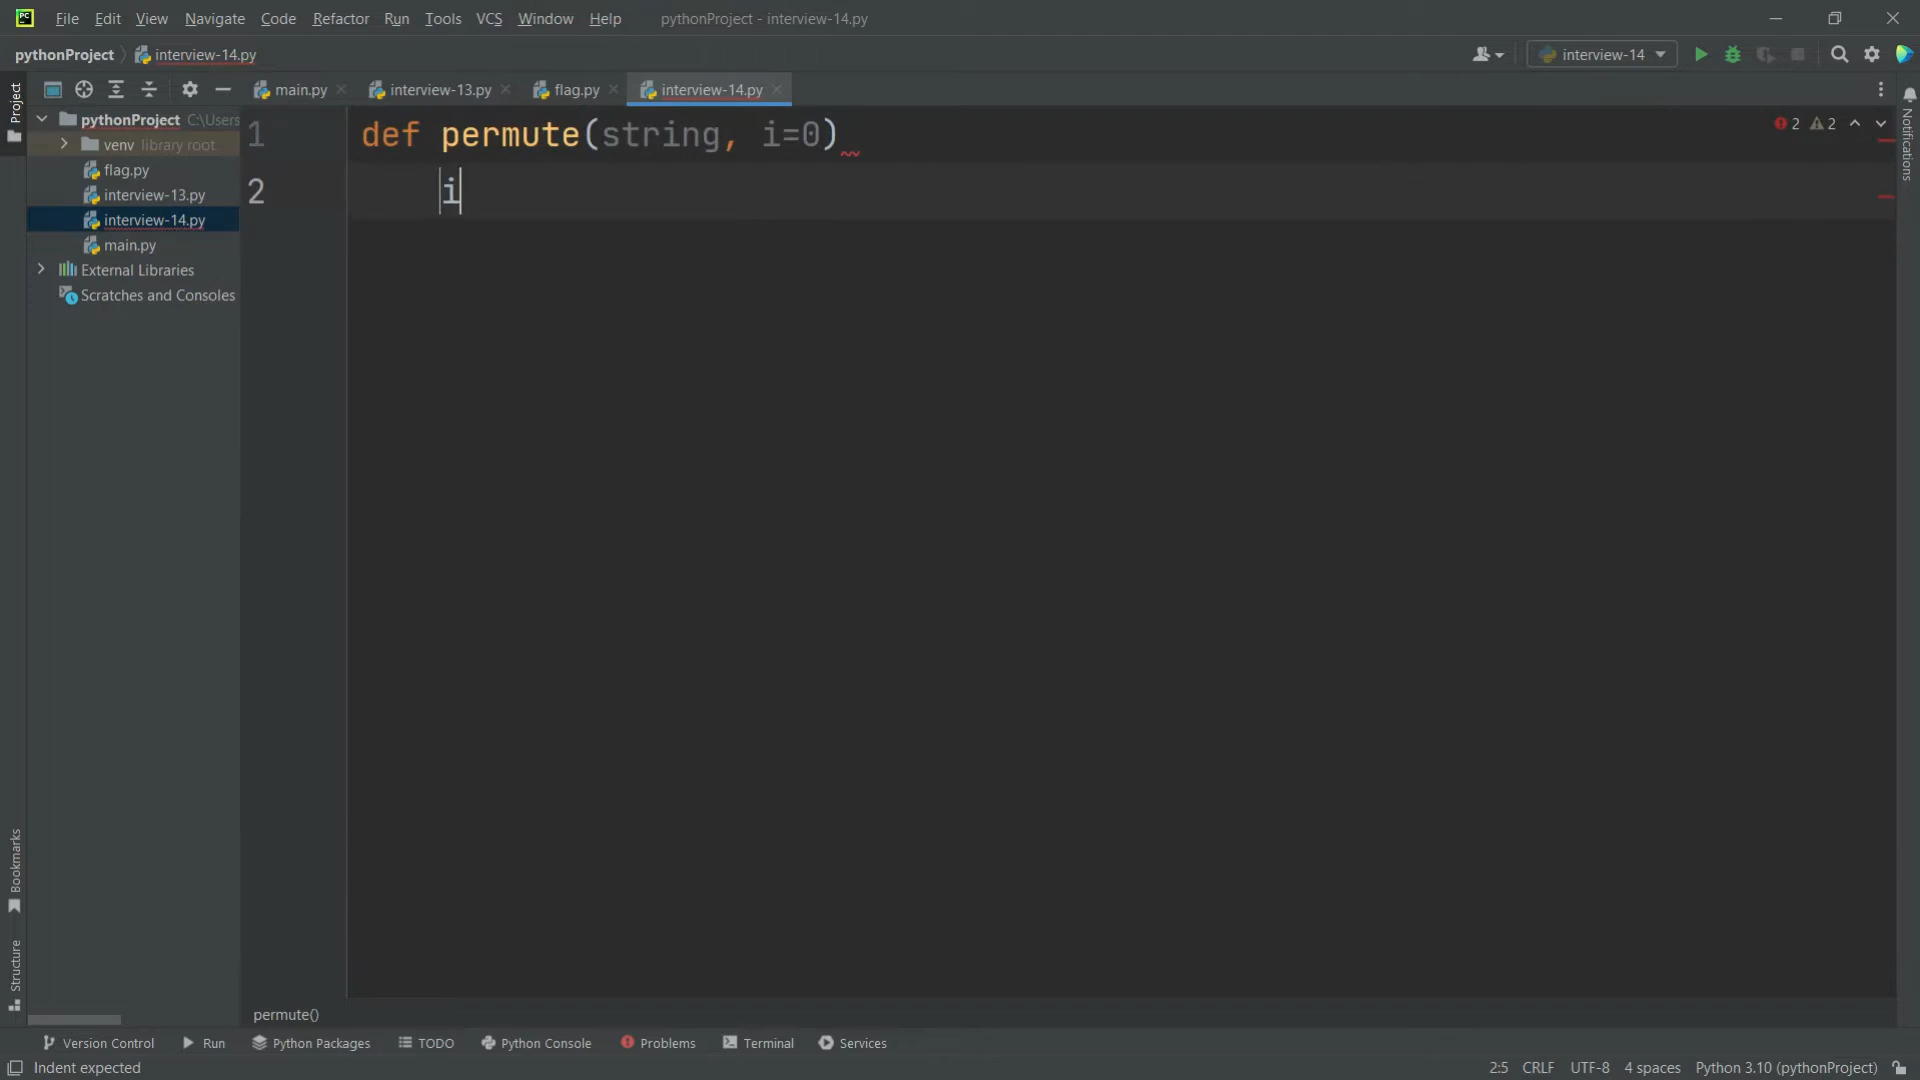 PC File Edit View Navigate Code Refactor Run Tools VCS Window Help pythonProject - interview-14.py
pythonProject interview-14.py interview-14
Project
main.py interview-13.py flag.py interview-14.py
pythonProject C:\Users
venv library root
flag.py
interview-13.py
interview-14.py
main.py
External Libraries
Scratches and Consoles
1 def permute(string, i=0)
2 i
2 2
Notifications
Bookmarks
Structure
permute()
Version Control Run Python Packages TODO Python Console Problems Terminal Services
Indent expected 2:5 CRLF UTF-8 4 spaces Python 3.10 (pythonProject)